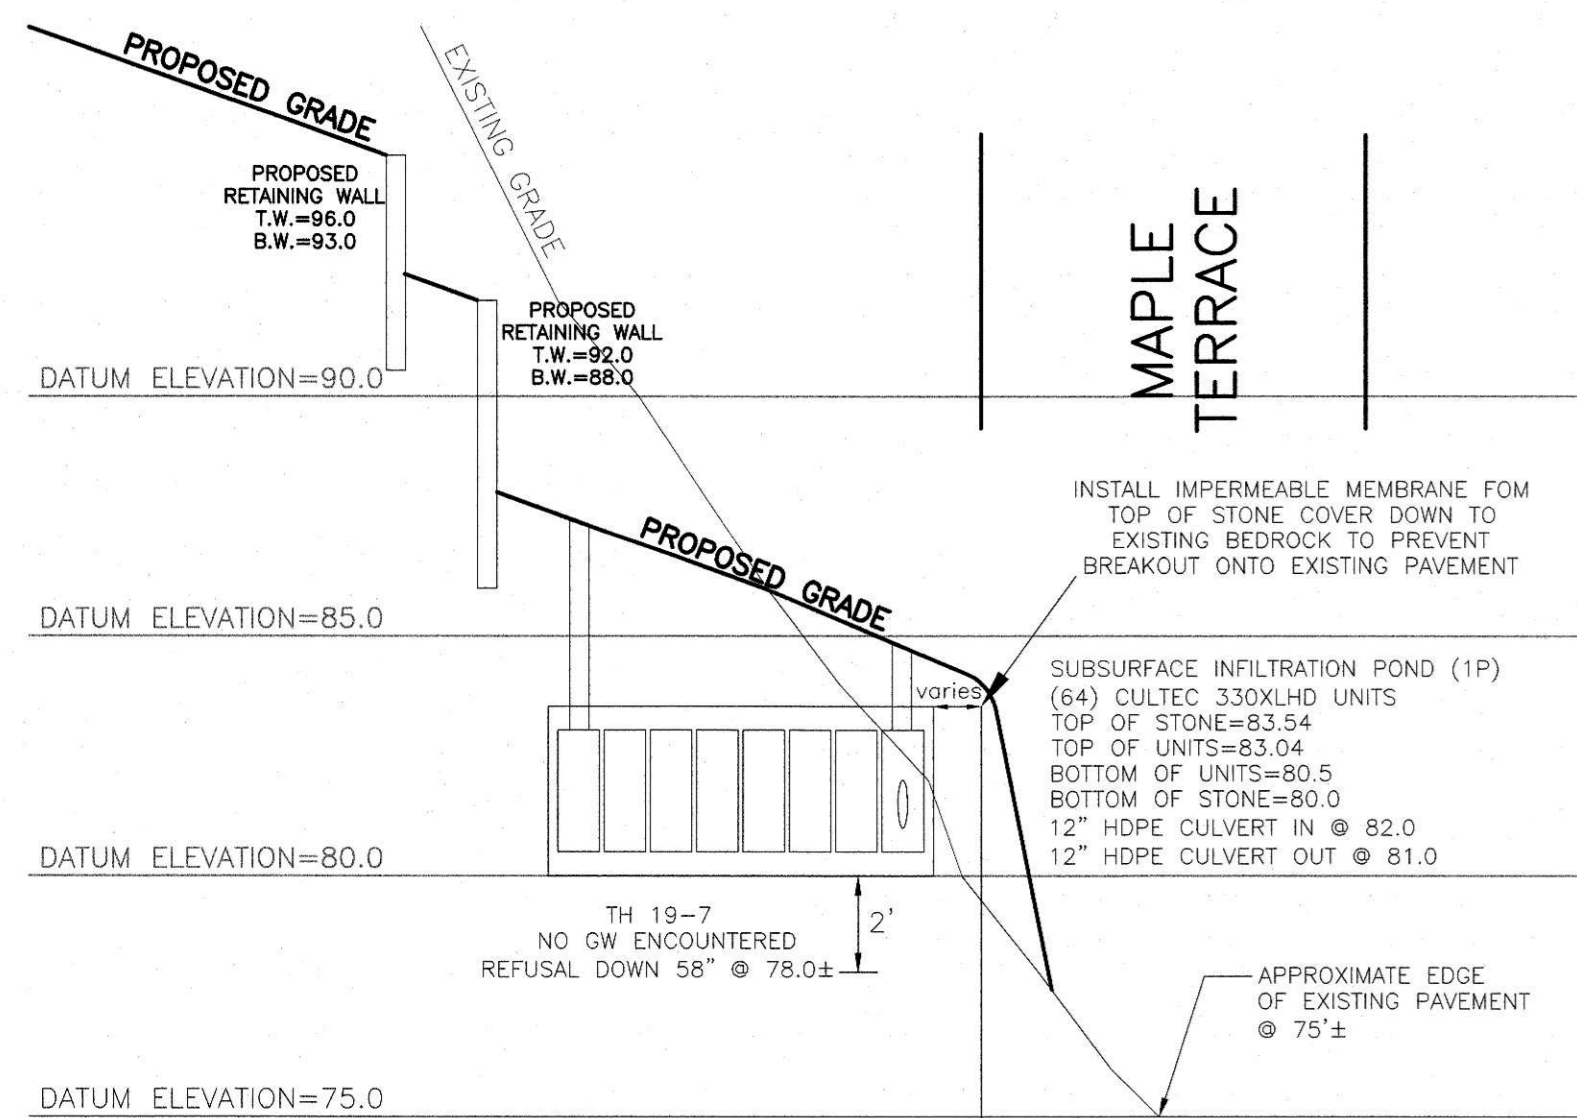 PROPOSED GRADE
EXISTING GRADE
PROPOSED
RETAINING WALL
T.W.=96.0
B.W.=93.0
PROPOSED
RETAINING WALL
T.W.=92.0
B.W.=88.0
MAPLE
TERRACE
DATUM ELEVATION=90.0
INSTALL IMPERMEABLE MEMBRANE FOM
TOP OF STONE COVER DOWN TO
EXISTING BEDROCK TO PREVENT
BREAKOUT ONTO EXISTING PAVEMENT
PROPOSED GRADE
DATUM ELEVATION=85.0
varies
SUBSURFACE INFILTRATION POND (1P)
(64) CULTEC 330XLHD UNITS
TOP OF STONE=83.54
TOP OF UNITS=83.04
BOTTOM OF UNITS=80.5
BOTTOM OF STONE=80.0
12" HDPE CULVERT IN @ 82.0
12" HDPE CULVERT OUT @ 81.0
DATUM ELEVATION=80.0
TH 19-7
NO GW ENCOUNTERED
REFUSAL DOWN 58" @ 78.0±
2'
APPROXIMATE EDGE
OF EXISTING PAVEMENT
@ 75'±
DATUM ELEVATION=75.0